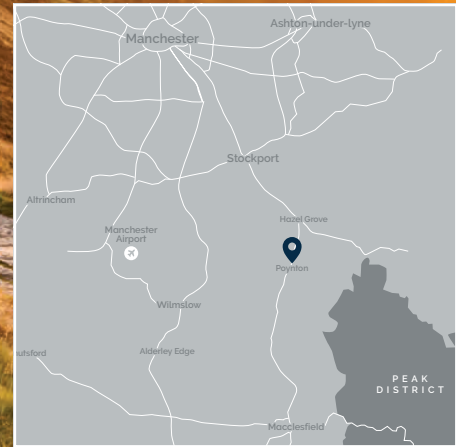 Ashton-under-lyne
Manchester
Stockport
Altrincham
Hazel Grove
Manchester
Airport
Poynton
Wilmslow
Alderley Edge
utsford
PEAK
DISTRICT
Macclesfield